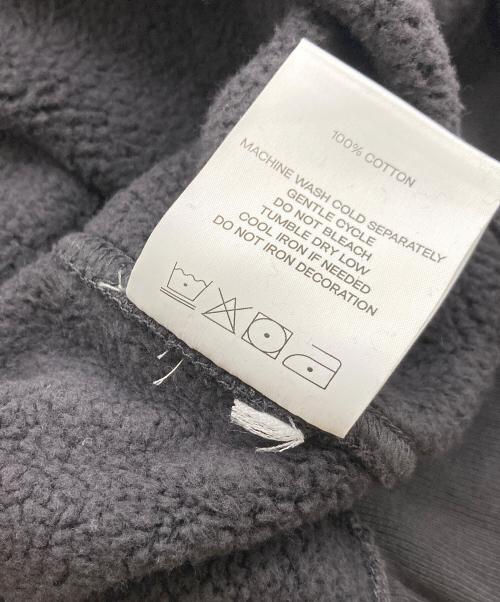 100% COTTON
MACHINE WASH COLD SEPARATELY
GENTLE CYCLE
DO NOT BLEACH
TUMBLE DRY LOW
COOL IRON IF NEEDED
DO NOT IRON DECORATION